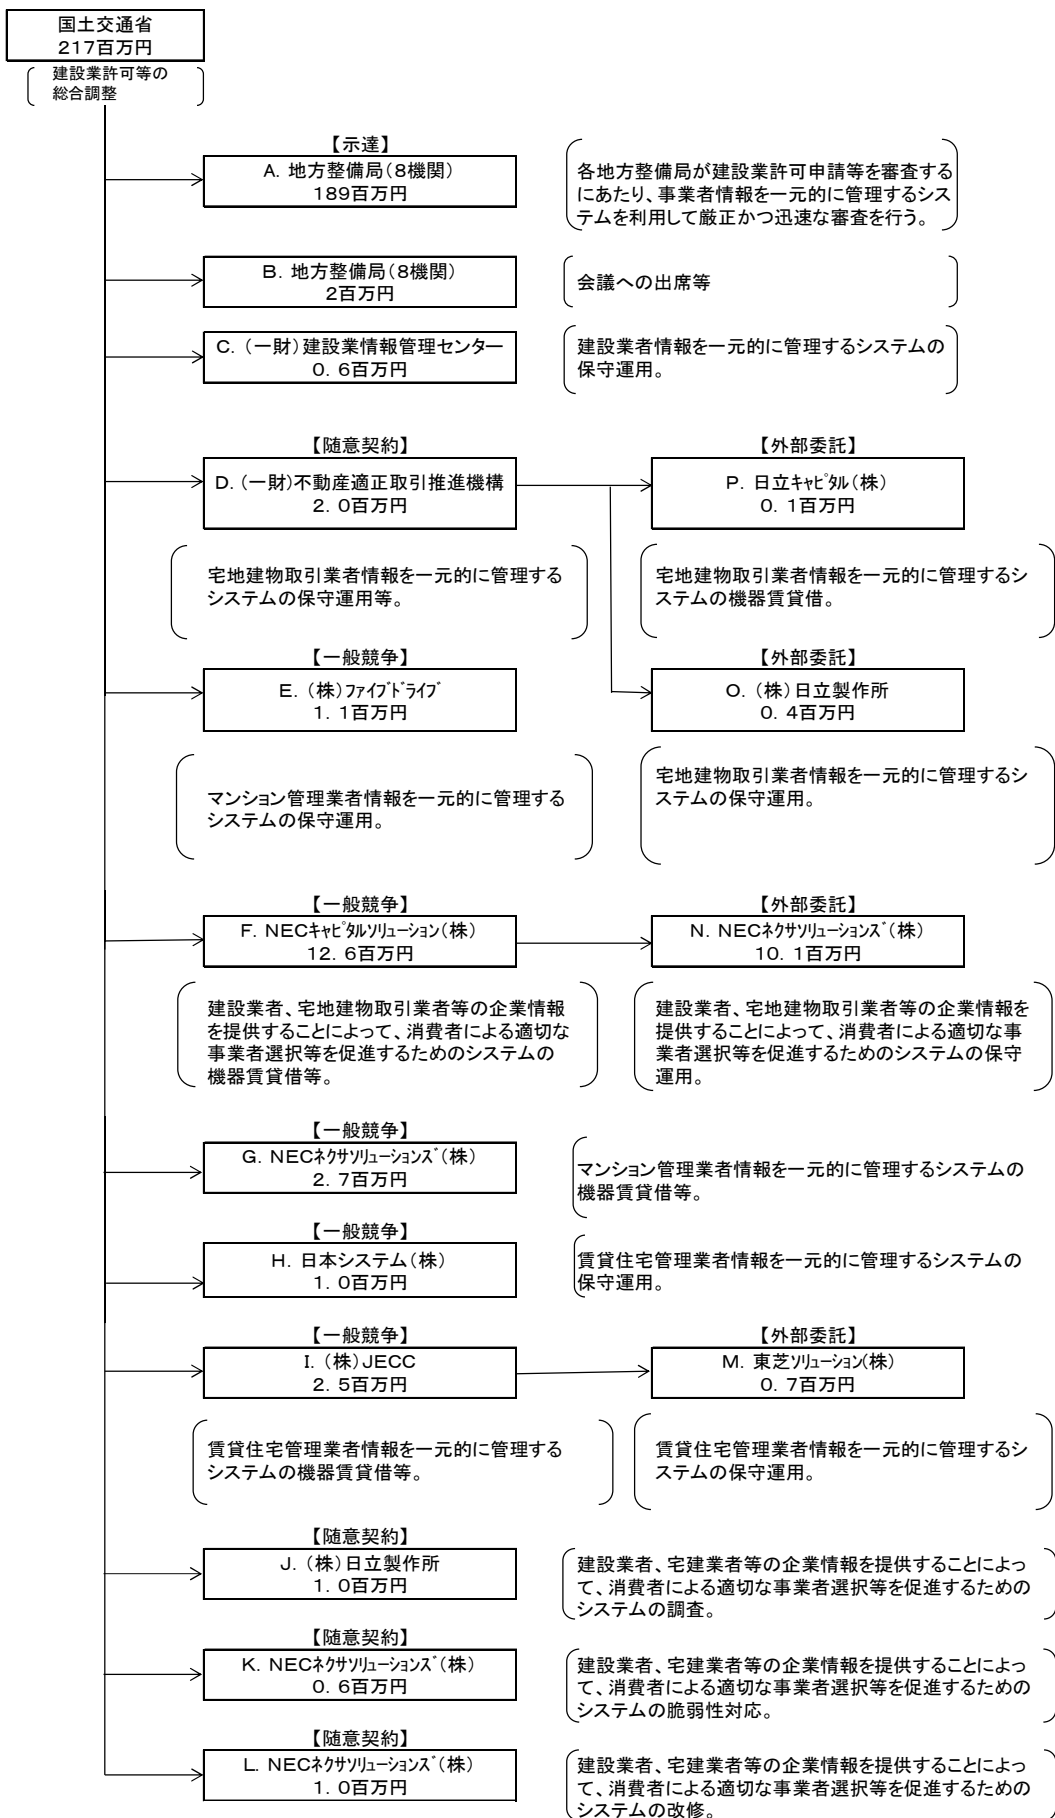 国土交通省
217百万円
建設業許可等の
総合調整
【示達】
A. 地方整備局(8機関)
189百万円
各地方整備局が建設業許可申請等を審査する
にあたり、事業者情報を一元的に管理するシス
テムを利用して厳正かつ迅速な審査を行う。
B. 地方整備局(8機関)
2百万円
会議への出席等
C. (一財)建設業情報管理センター
0. 6百万円
建設業者情報を一元的に管理するシステムの
保守運用。
【随意契約】
D. (一財)不動産適正取引推進機構
2. 0百万円
【外部委託】
P. 日立キャピタル(株)
0. 1百万円
宅地建物取引業者情報を一元的に管理する
システムの保守運用等。
宅地建物取引業者情報を一元的に管理するシ
ステムの機器賃貸借。
【一般競争】
E. (株)ファイブドライブ
1. 1百万円
【外部委託】
O. (株)日立製作所
0. 4百万円
マンション管理業者情報を一元的に管理する
システムの保守運用。
宅地建物取引業者情報を一元的に管理するシ
ステムの保守運用。
【一般競争】
F. NECキャピタルソリューション(株)
12. 6百万円
【外部委託】
N. NECネクサソリューションズ(株)
10. 1百万円
建設業者、宅地建物取引業者等の企業情報
を提供することによって、消費者による適切な
事業者選択等を促進するためのシステムの
機器賃貸借等。
建設業者、宅地建物取引業者等の企業情報を
提供することによって、消費者による適切な事
業者選択等を促進するためのシステムの保守
運用。
【一般競争】
G. NECネクサソリューションズ(株)
2. 7百万円
マンション管理業者情報を一元的に管理するシステムの
機器賃貸借等。
【一般競争】
H. 日本システム(株)
1. 0百万円
賃貸住宅管理業者情報を一元的に管理するシステムの
保守運用。
【一般競争】
I. (株)JECC
2. 5百万円
【外部委託】
M. 東芝ソリューション(株)
0. 7百万円
賃貸住宅管理業者情報を一元的に管理する
システムの機器賃貸借等。
賃貸住宅管理業者情報を一元的に管理するシ
ステムの保守運用。
【随意契約】
J. (株)日立製作所
1. 0百万円
建設業者、宅建業者等の企業情報を提供することによっ
て、消費者による適切な事業者選択等を促進するための
システムの調査。
【随意契約】
K. NECネクサソリューションズ(株)
0. 6百万円
建設業者、宅建業者等の企業情報を提供することによっ
て、消費者による適切な事業者選択等を促進するための
システムの脆弱性対応。
【随意契約】
L. NECネクサソリューションズ(株)
1. 0百万円
建設業者、宅建業者等の企業情報を提供することによっ
て、消費者による適切な事業者選択等を促進するための
システムの改修。